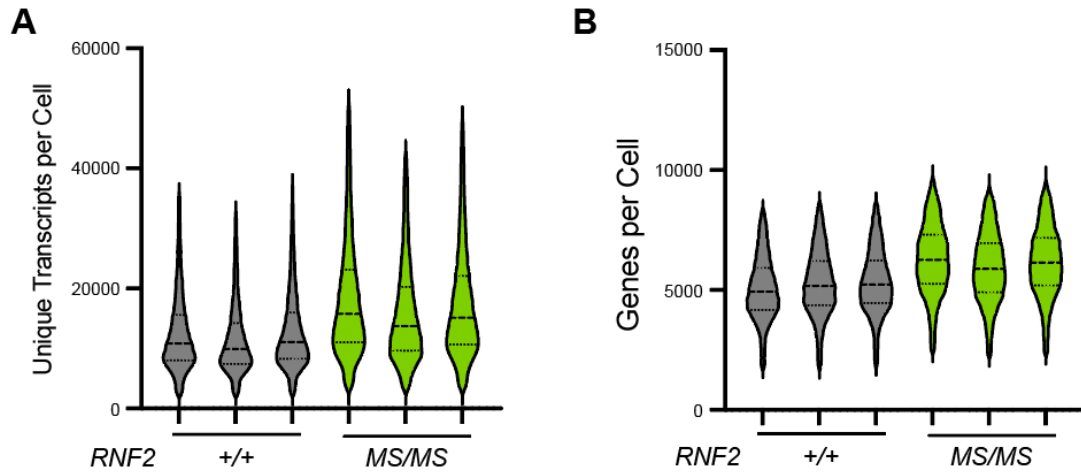 A
Unique Transcripts per Cell
60000
40000
20000
0
RNF2
+/+
MS/MS
B
Genes per Cell
15000
10000
5000
0
RNF2
+/+
MS/MS